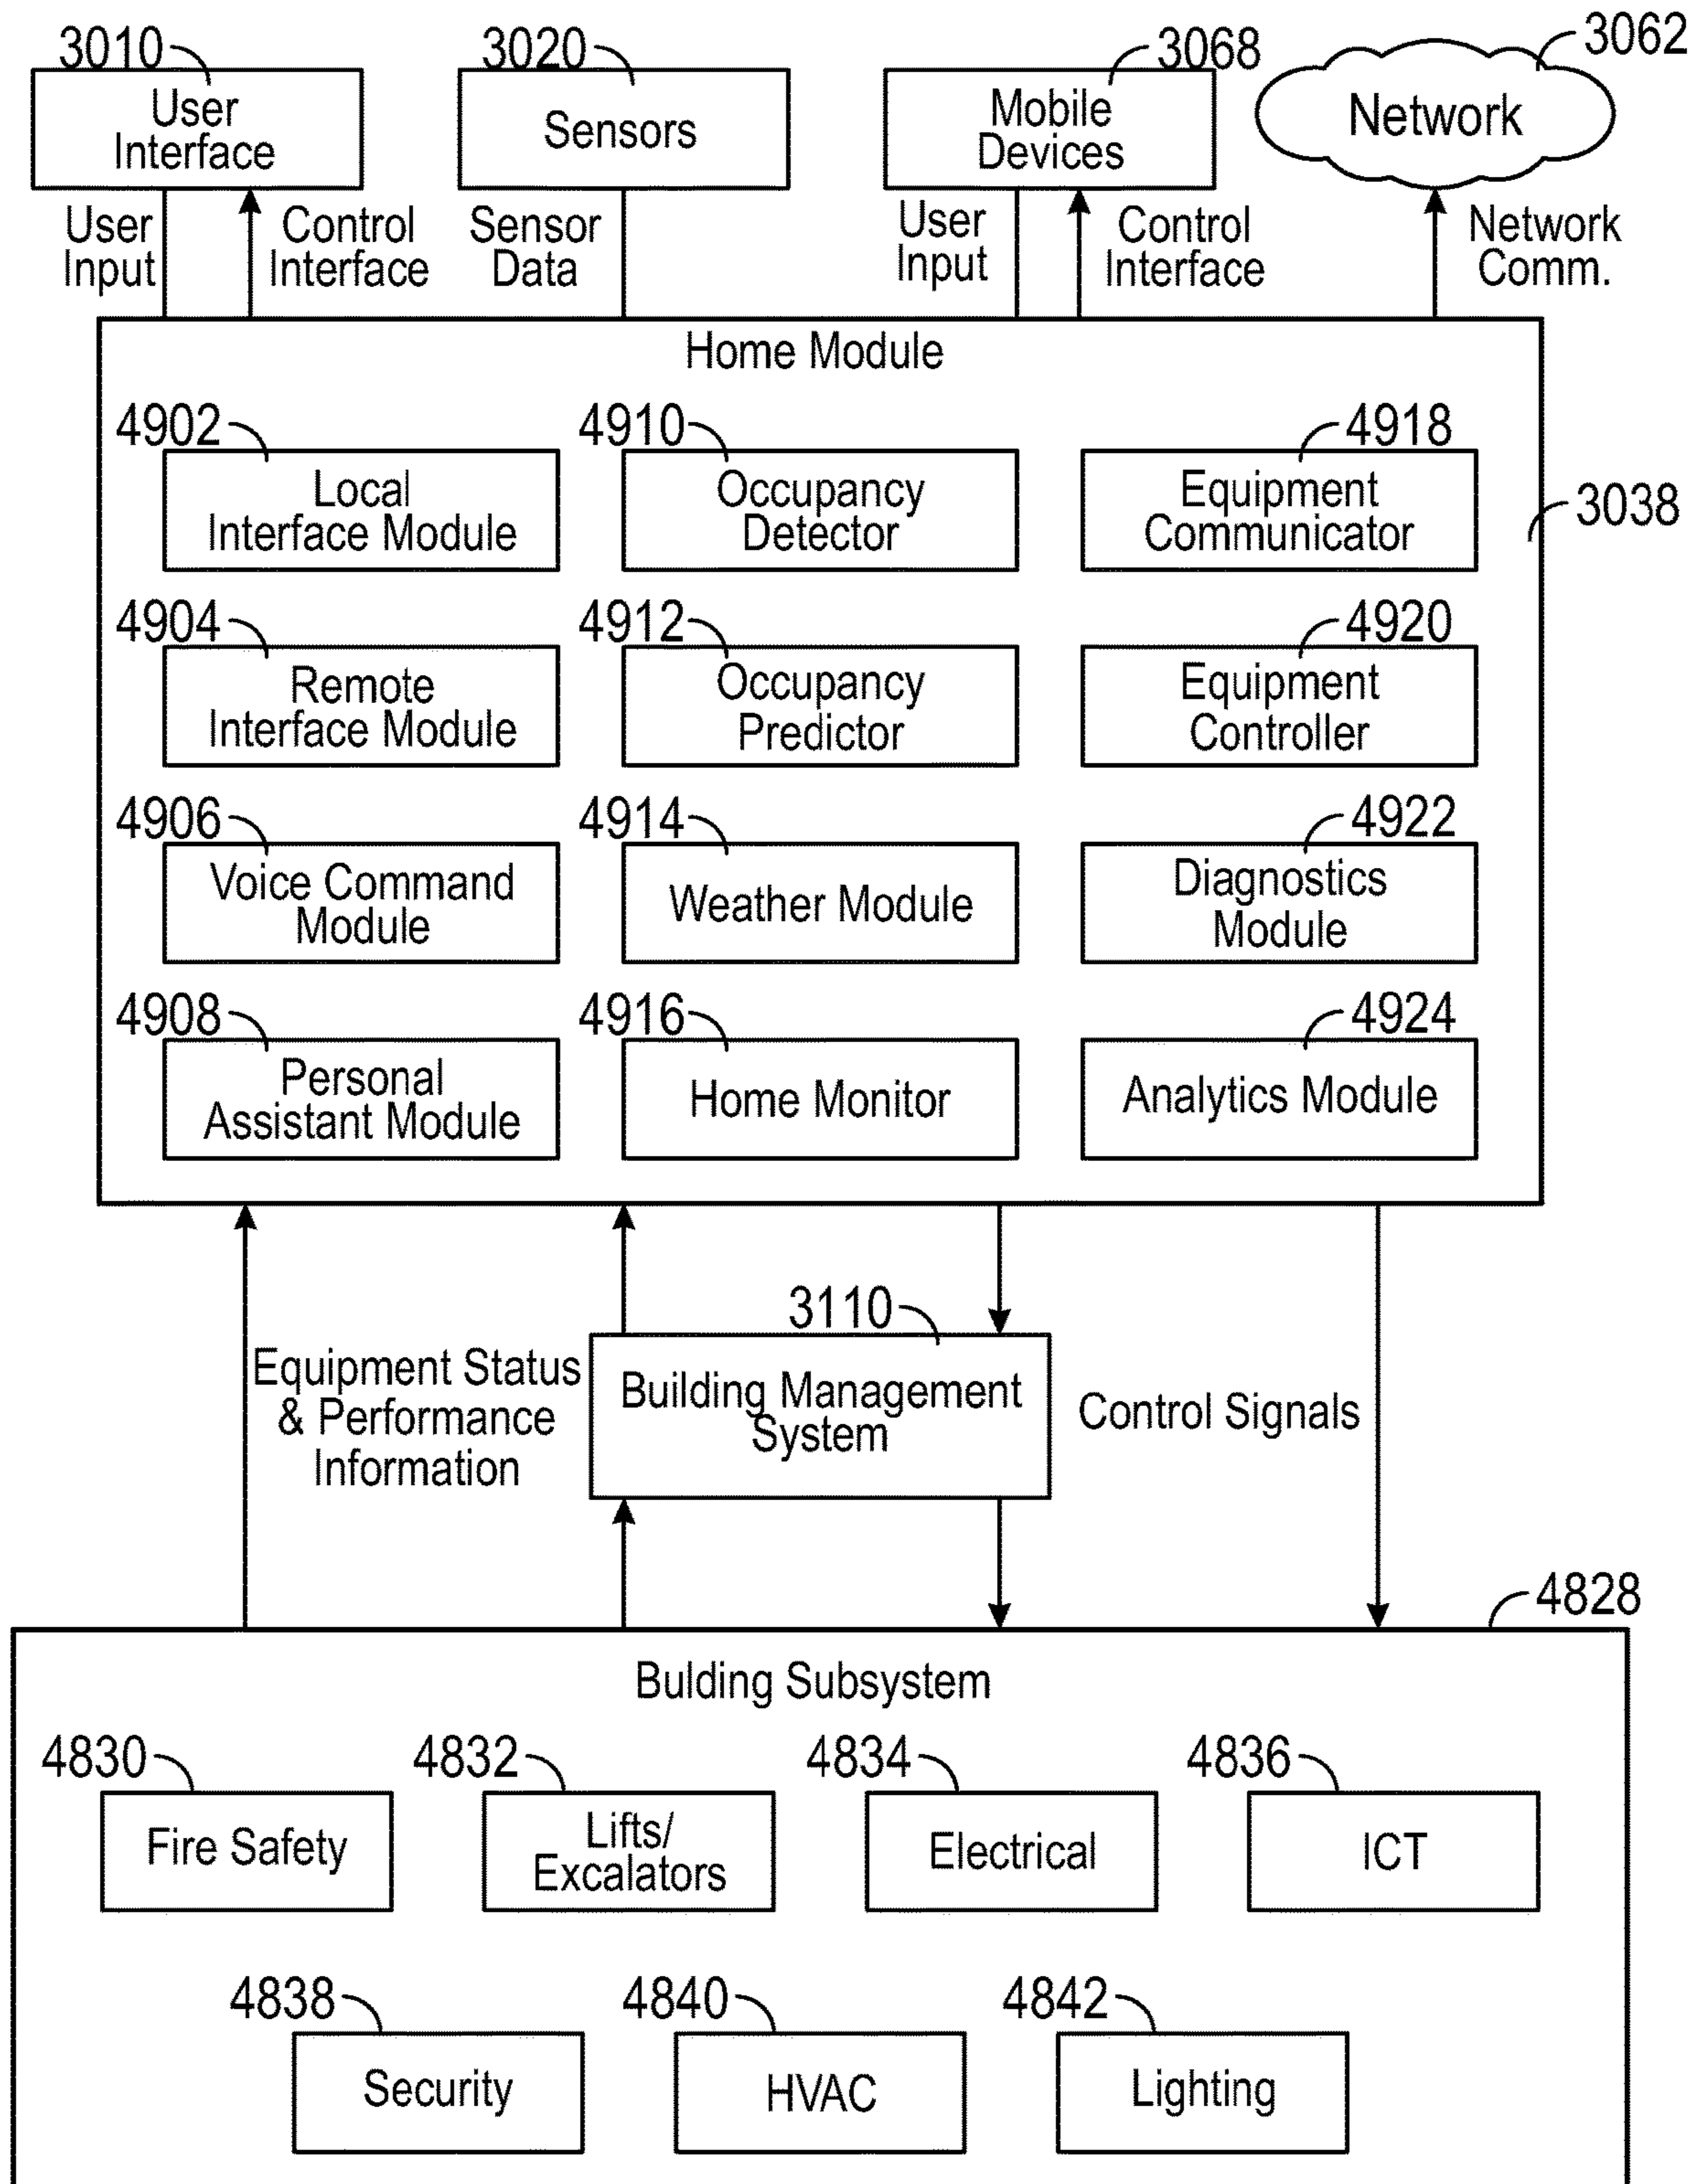 3010
3020
3068
3062
User
Interface
Sensors
Mobile
Devices
Network
User
Input
Control
Interface
Sensor
Data
User
Input
Control
Interface
Network
Comm.
Home Module
3038
4902
Local
Interface Module
4910
Occupancy
Detector
4918
Equipment
Communicator
4904
Remote
Interface Module
4912
Occupancy
Predictor
4920
Equipment
Controller
4906
Voice Command
Module
4914
Weather Module
4922
Diagnostics
Module
4908
Personal
Assistant Module
4916
Home Monitor
4924
Analytics Module
Equipment Status
& Performance
Information
3110
Building Management
System
Control Signals
4828
Bulding Subsystem
4830
Fire Safety
4832
Lifts/
Excalators
4834
Electrical
4836
ICT
4838
Security
4840
HVAC
4842
Lighting